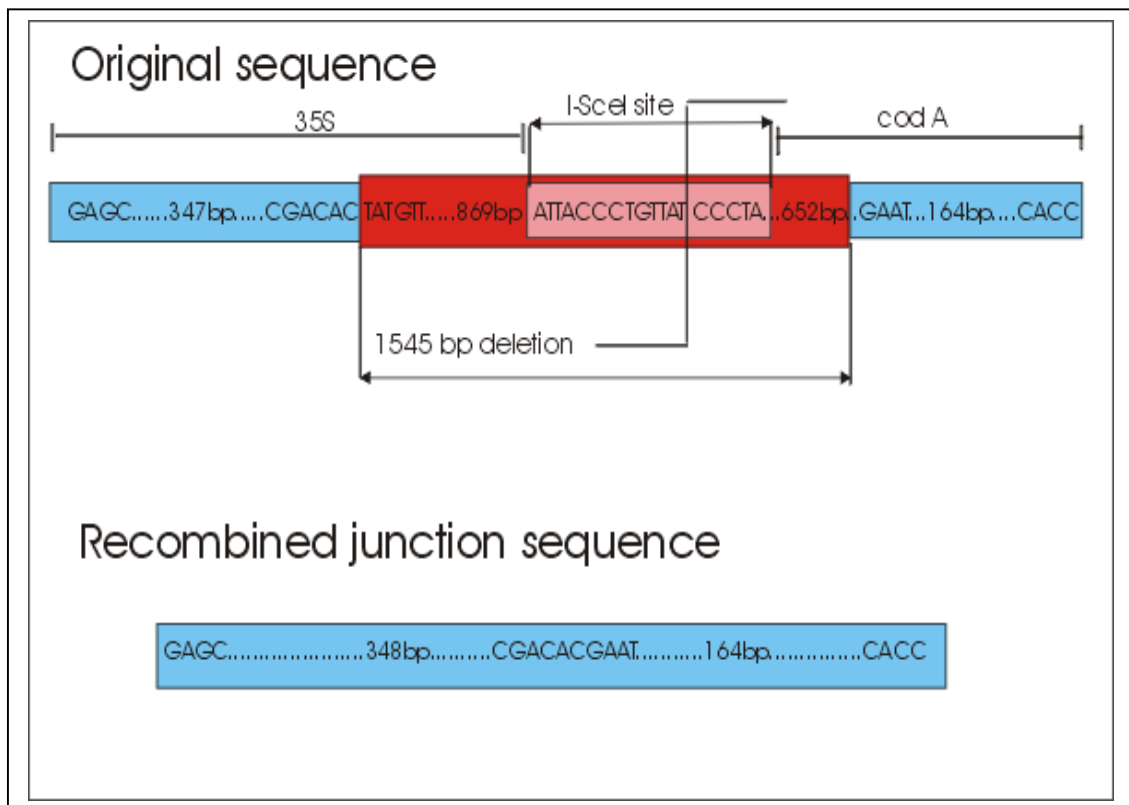 Original sequence
I-SceI site
35S
cod A
GAGC......347bp.....CGACAC TATGTT.....869bp ATTACCCTGTTAT CCCTA...652bp..GAAT...164bp....CACC
1545 bp deletion
Recombined junction sequence
GAGC......................348bp.........CGACACGAAT...........164bp...............CACC